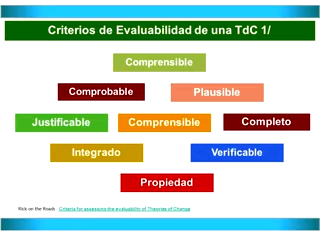 Criterios de Evaluabilidad de una TdC 1/
Comprensible
Comprobable Plausible
Justificable Comprensible Completo
Integrado Verificable
Propiedad
Rick on the Roads Criteria for assessing the evaluability of Theories of Change